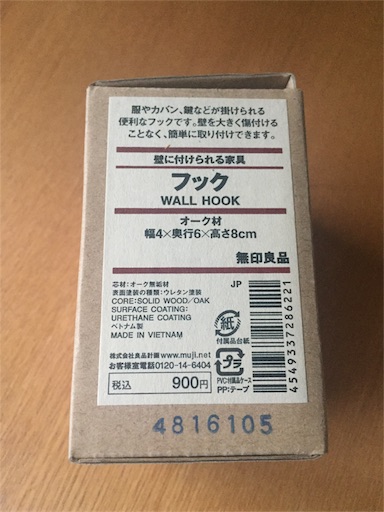 服やカバン、鍵などが掛けられる
便利なフックです。壁を大きく傷付ける
ことなく、簡単に取り付けできます。
壁に付けられる家具
フック
WALL HOOK
オーク材
幅4×奥行6×高さ8cm
無印良品
芯材:オーク無垢材
表面塗装の種類:ウレタン塗装
CORE:SOLID WOOD/OAK
SURFACE COATING:
URETHANE COATING
ベトナム製
MADE IN VIETNAM
株式会社良品計画 www.muji.net
お客様室電話0120-14-6404
税込 900円
JP
紙
付属品台紙
プラ
PVC:付属品ケース
PP:テープ
4549337286221
4816105